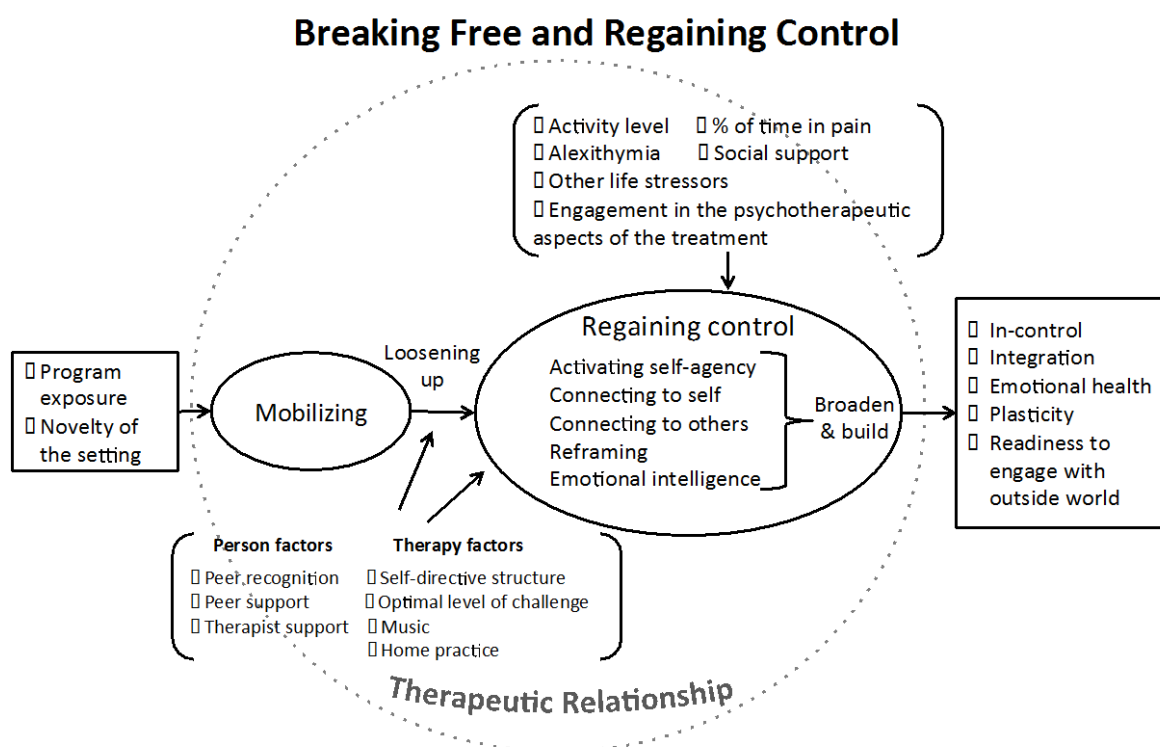 Breaking Free and Regaining Control
▯ Activity level ▯ % of time in pain
▯ Alexithymia ▯ Social support
▯ Other life stressors
▯ Engagement in the psychotherapeutic
aspects of the treatment
▯ Program
exposure
▯ Novelty of
the setting
Mobilizing
Loosening
up
Regaining control
Activating self-agency
Connecting to self
Connecting to others
Reframing
Emotional intelligence
Broaden
& build
▯ In-control
▯ Integration
▯ Emotional health
▯ Plasticity
▯ Readiness to
engage with
outside world
Person factors
▯ Peer recognition
▯ Peer support
▯ Therapist support
Therapy factors
▯ Self-directive structure
▯ Optimal level of challenge
▯ Music
▯ Home practice
Therapeutic Relationship